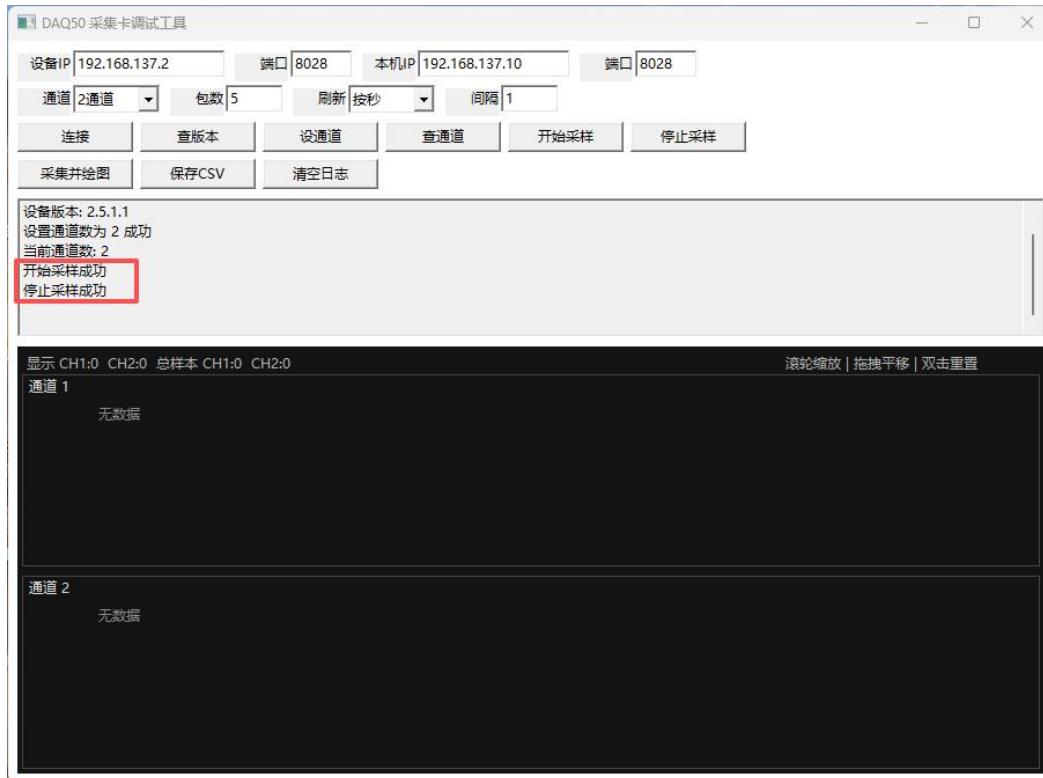 DAQ50 采集卡调试工具
设备IP 192.168.137.2 端口 8028 本机IP 192.168.137.10 端口 8028
通道 2通道 包数 5 刷新 按秒 间隔 1
连接 查版本 设通道 查通道 开始采样 停止采样
采集并绘图 保存CSV 清空日志
设备版本: 2.5.1.1
设置通道数为 2 成功
当前通道数: 2
开始采样成功
停止采样成功
显示 CH1:0 CH2:0 总样本 CH1:0 CH2:0 滚轮缩放 | 拖拽平移 | 双击重置
通道 1
无数据
通道 2
无数据